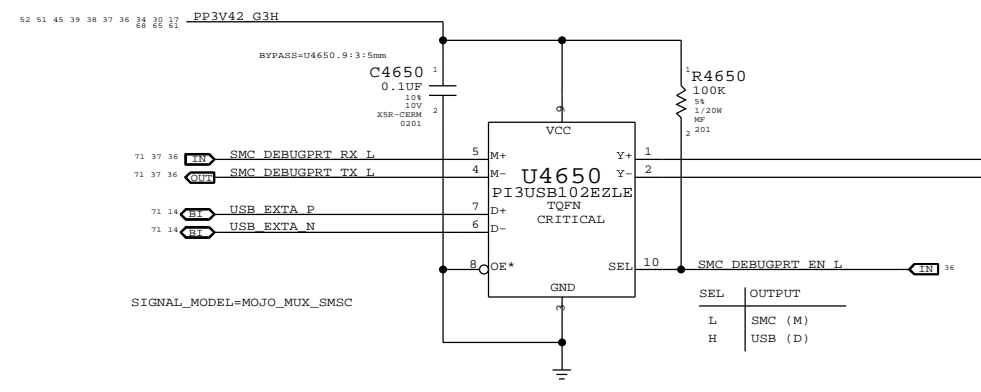 52 51 45 39 38 37 36 34 30 17 PP3V42_G3H
68 65 61
BYPASS=U4650.9:3:5mm
C4650 1
0.1UF
10%
10V
X5R-CERM 2
0201
1 R4650
100K
5%
1/20W
MF
2 201
9
VCC
71 37 36 IN SMC_DEBUGPRT_RX_L 5 M+ Y+ 1
71 37 36 OUT SMC_DEBUGPRT_TX_L 4 M- Y- 2
U4650
PI3USB102EZLE
TQFN
CRITICAL
71 14 BI USB_EXTA_P 7 D+
71 14 BI USB_EXTA_N 6 D-
8 OE* SEL 10 SMC_DEBUGPRT_EN_L IN 36
GND
3
SIGNAL_MODEL=MOJO_MUX_SMSC
SEL OUTPUT
L SMC (M)
H USB (D)